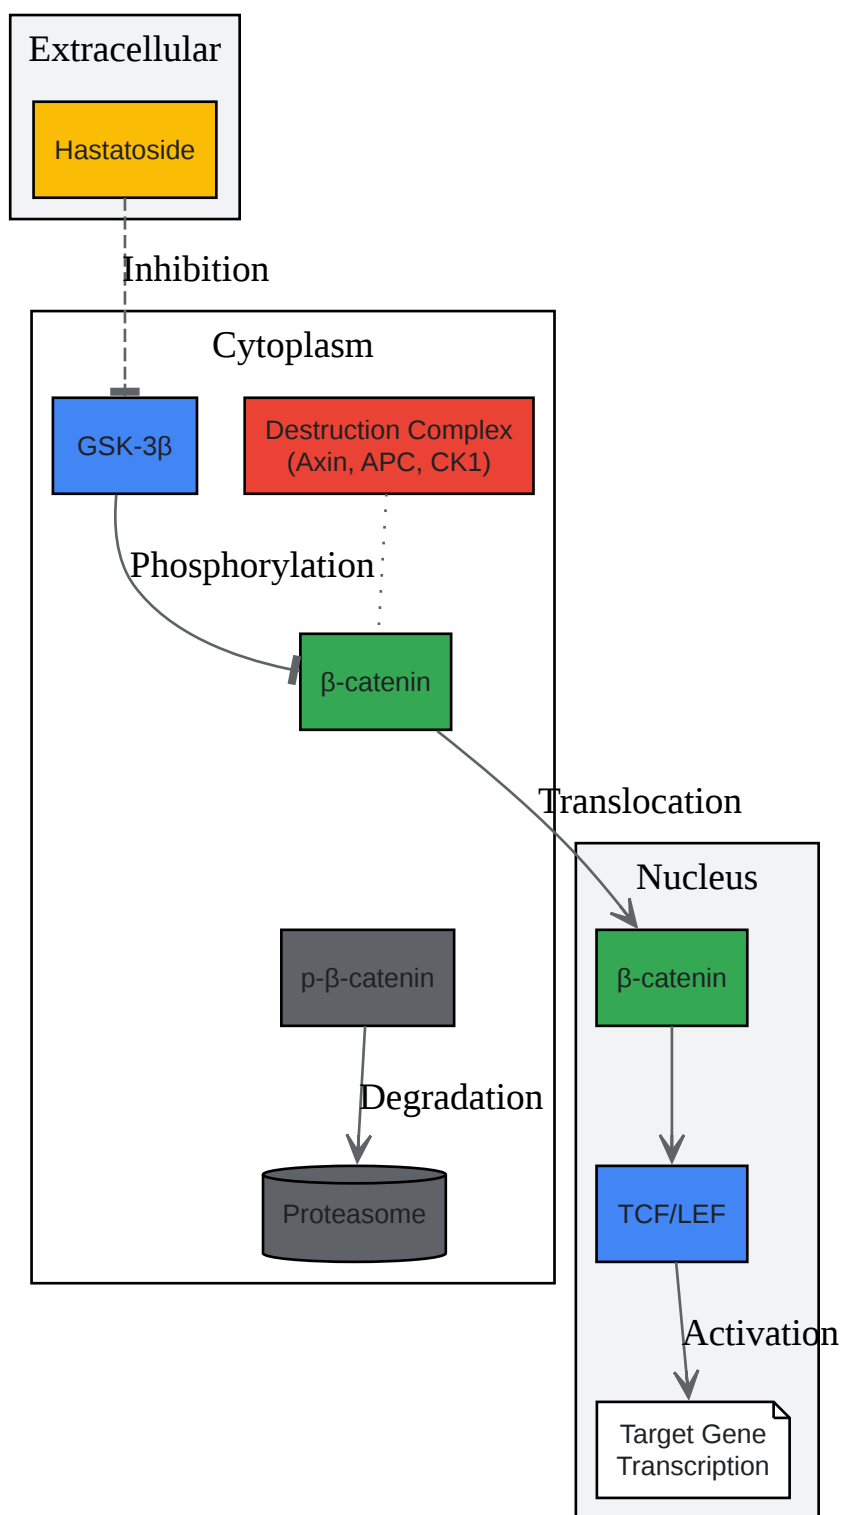 Extracellular
Hastatoside
Inhibition
Cytoplasm
GSK-3β
Destruction Complex
(Axin, APC, CK1)
Phosphorylation
β-catenin
Translocation
Nucleus
p-β-catenin
β-catenin
Degradation
Proteasome
TCF/LEF
Activation
Target Gene
Transcription